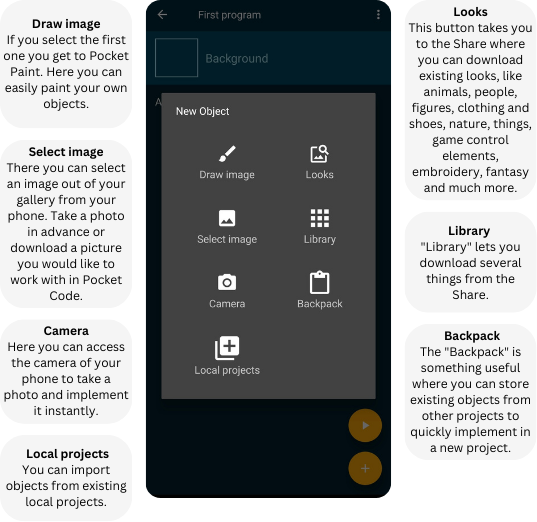 Draw image
If you select the first
one you get to Pocket
Paint. Here you can
easily paint your own
objects.
Select image
There you can select
an image out of your
gallery from your
phone. Take a photo
in advance or
download a picture
you would like to
work with in Pocket
Code.
Camera
Here you can access
the camera of your
phone to take a
photo and implement
it instantly.
Local projects
You can import
objects from existing
local projects.
First program
Background
A
New Object
Draw image
Looks
Select image
Library
Camera
Backpack
Local projects
Looks
This button takes you
to the Share where
you can download
existing looks, like
animals, people,
figures, clothing and
shoes, nature, things,
game control
elements,
embroidery, fantasy
and much more.
Library
"Library" lets you
download several
things from the
Share.
Backpack
The "Backpack" is
something useful
where you can store
existing objects from
other projects to
quickly implement in
a new project.